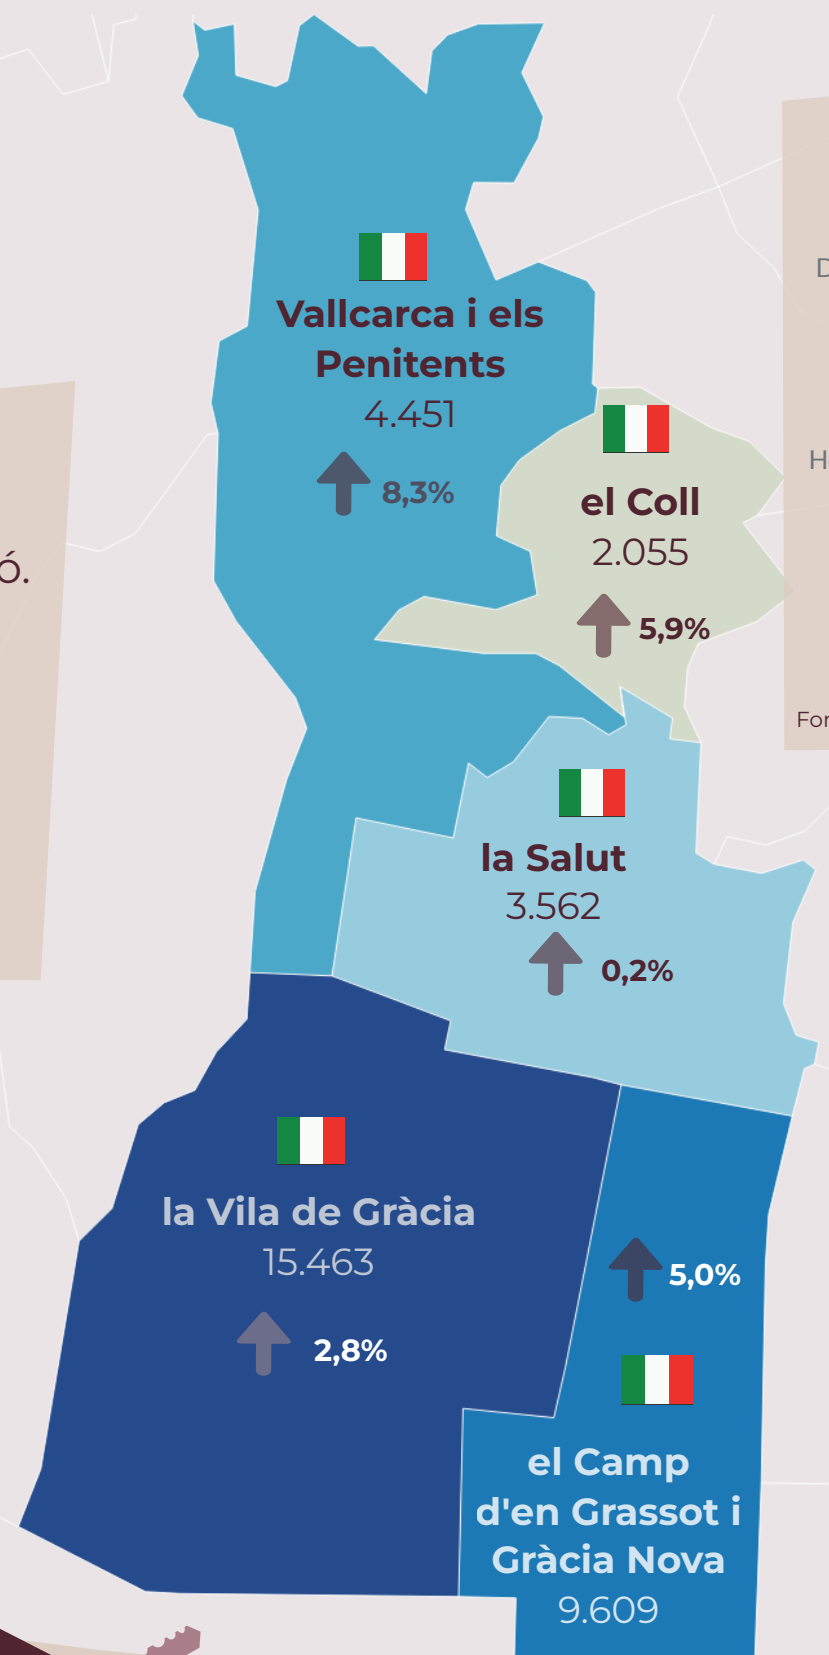 Vallcarca i els
Penitents
4.451
8,3%
el Coll
2.055
5,9%
ó.
la Salut
3.562
0,2%
la Vila de Gràcia
15.463
2,8%
5,0%
el Camp
d'en Grassot i
Gràcia Nova
9.609